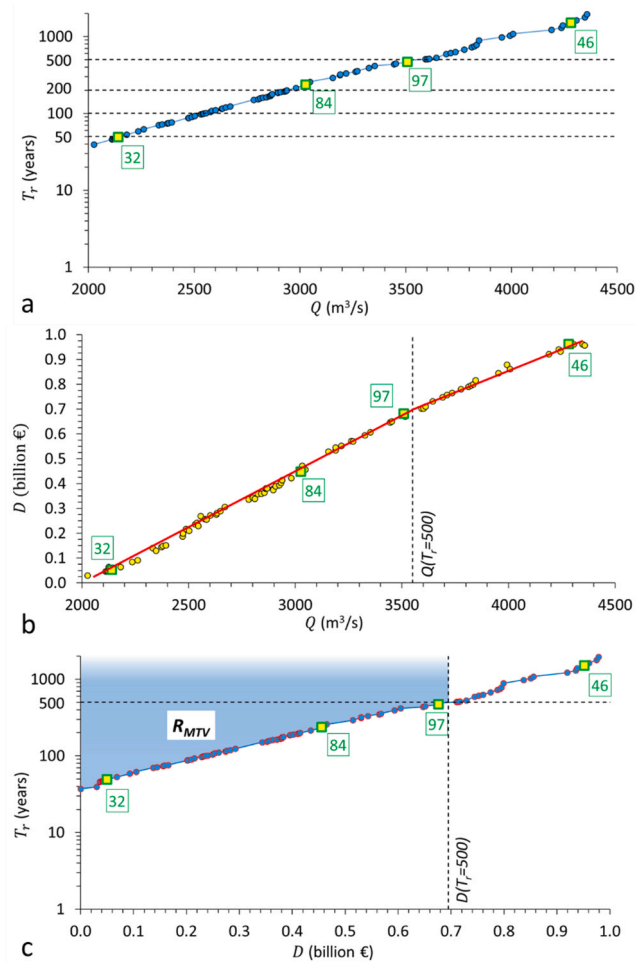 1000
500
200
100
50
10
1
T_r (years)
32
84
97
46
2000 2500 3000 3500 4000 4500
Q (m³/s)
a
1.0
0.9
0.8
0.7
0.6
0.5
0.4
0.3
0.2
0.1
0.0
D (billion €)
32
84
97
46
Q(T_r=500)
2000 2500 3000 3500 4000 4500
Q (m³/s)
b
1000
500
100
10
1
T_r (years)
R_MTV
32
84
97
46
D(T_r=500)
0.0 0.1 0.2 0.3 0.4 0.5 0.6 0.7 0.8 0.9 1.0
D (billion €)
c